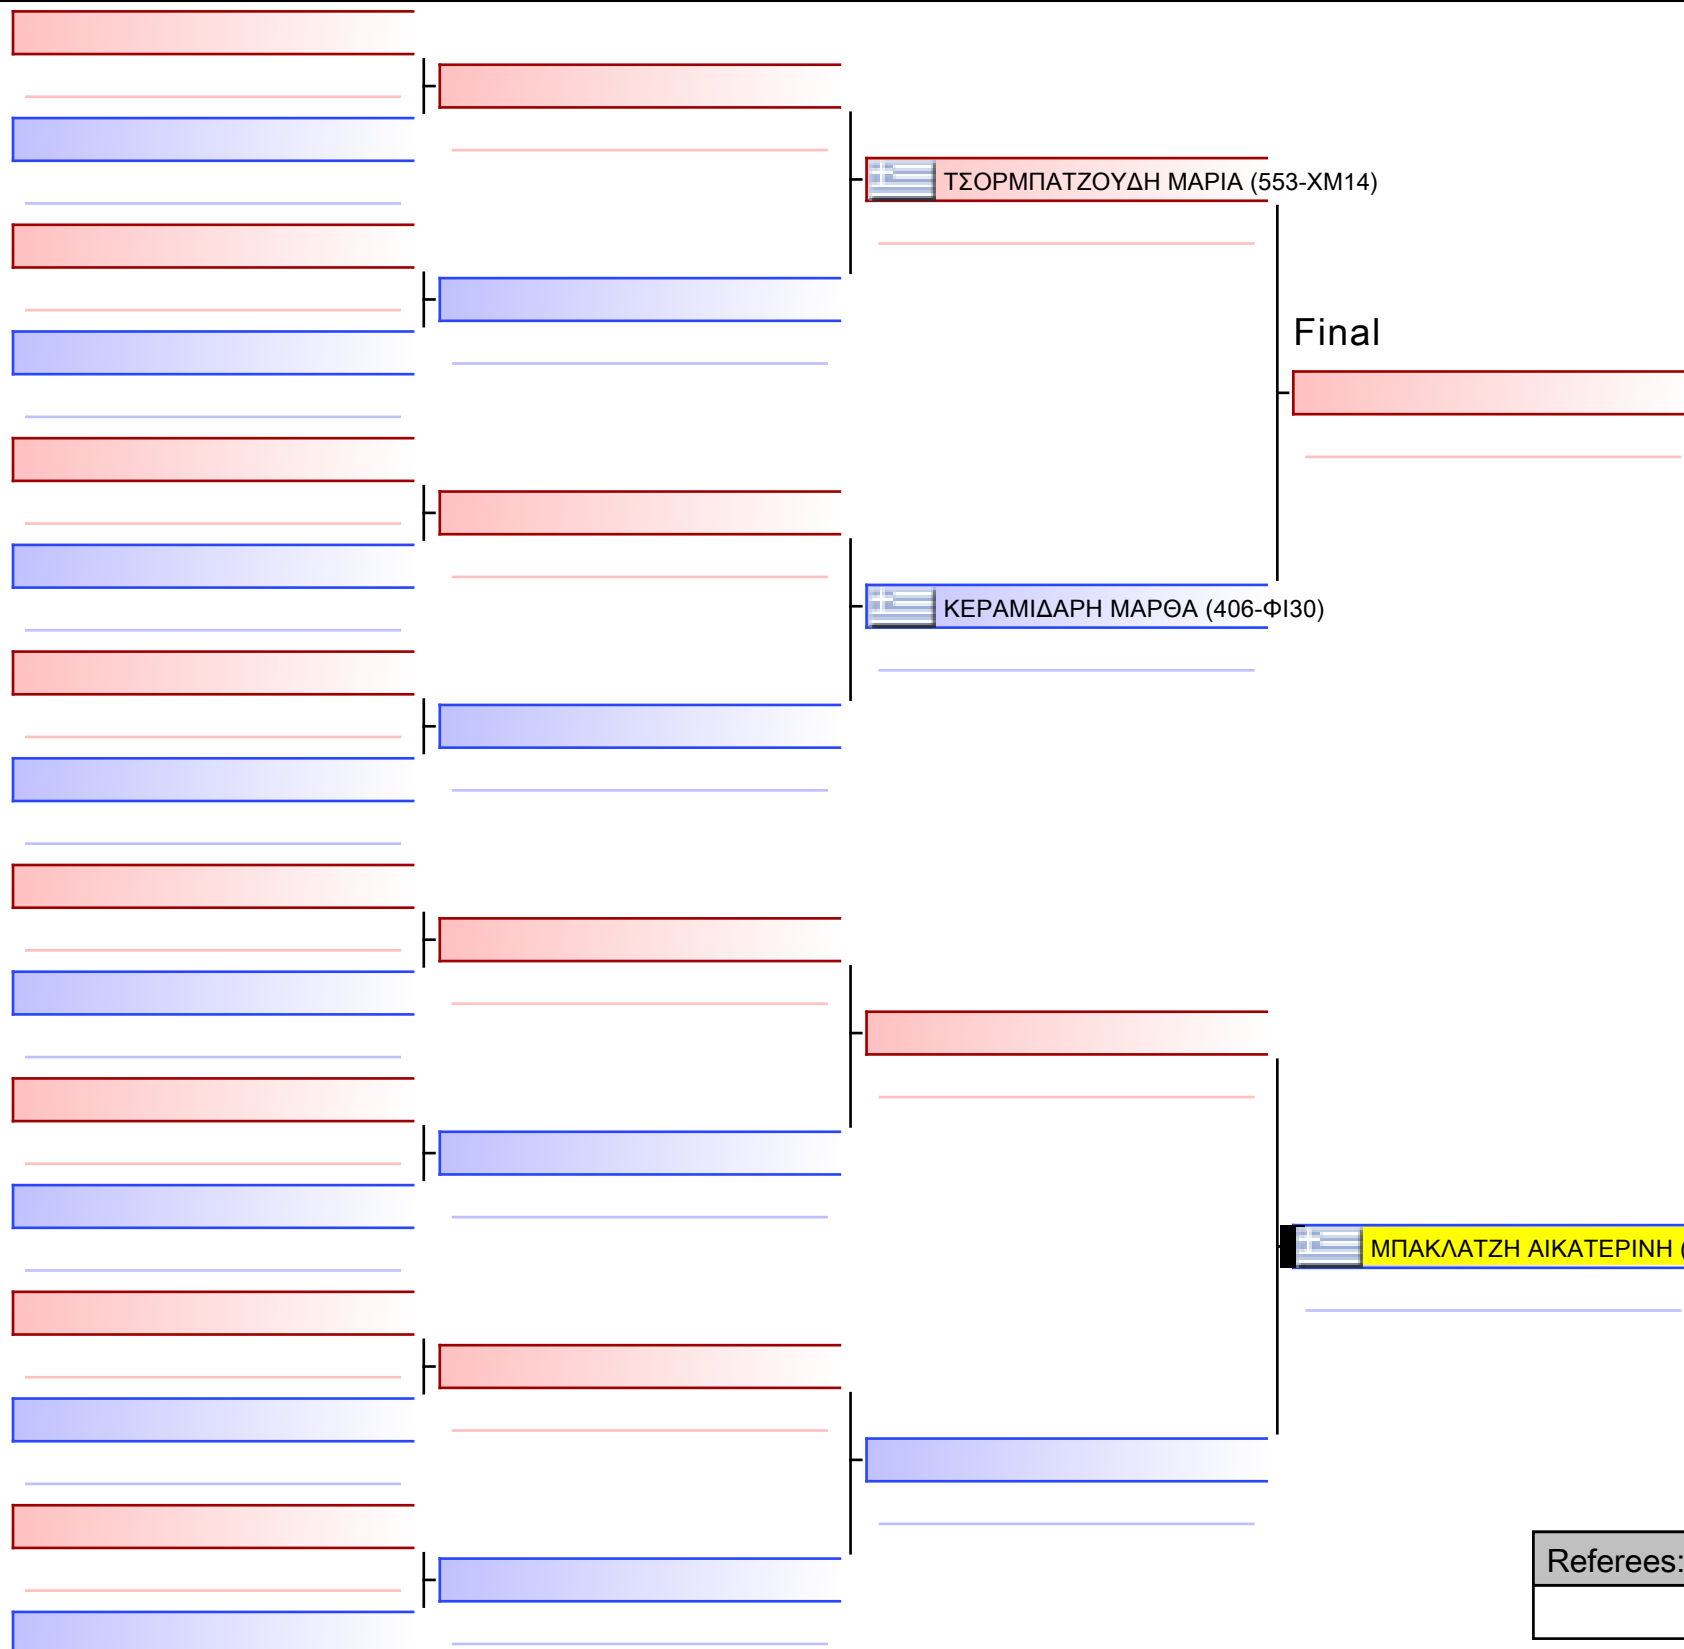 ΤΣΟΡΜΠΑΤΖΟΥΔΗ ΜΑΡΙΑ (553-ΧΜ14)
Final
ΚΕΡΑΜΙΔΑΡΗ ΜΑΡΘΑ (406-ΦΙ30)
ΜΠΑΚΛΑΤΖΗ ΑΙΚΑΤΕΡΙΝΗ (
Referees: